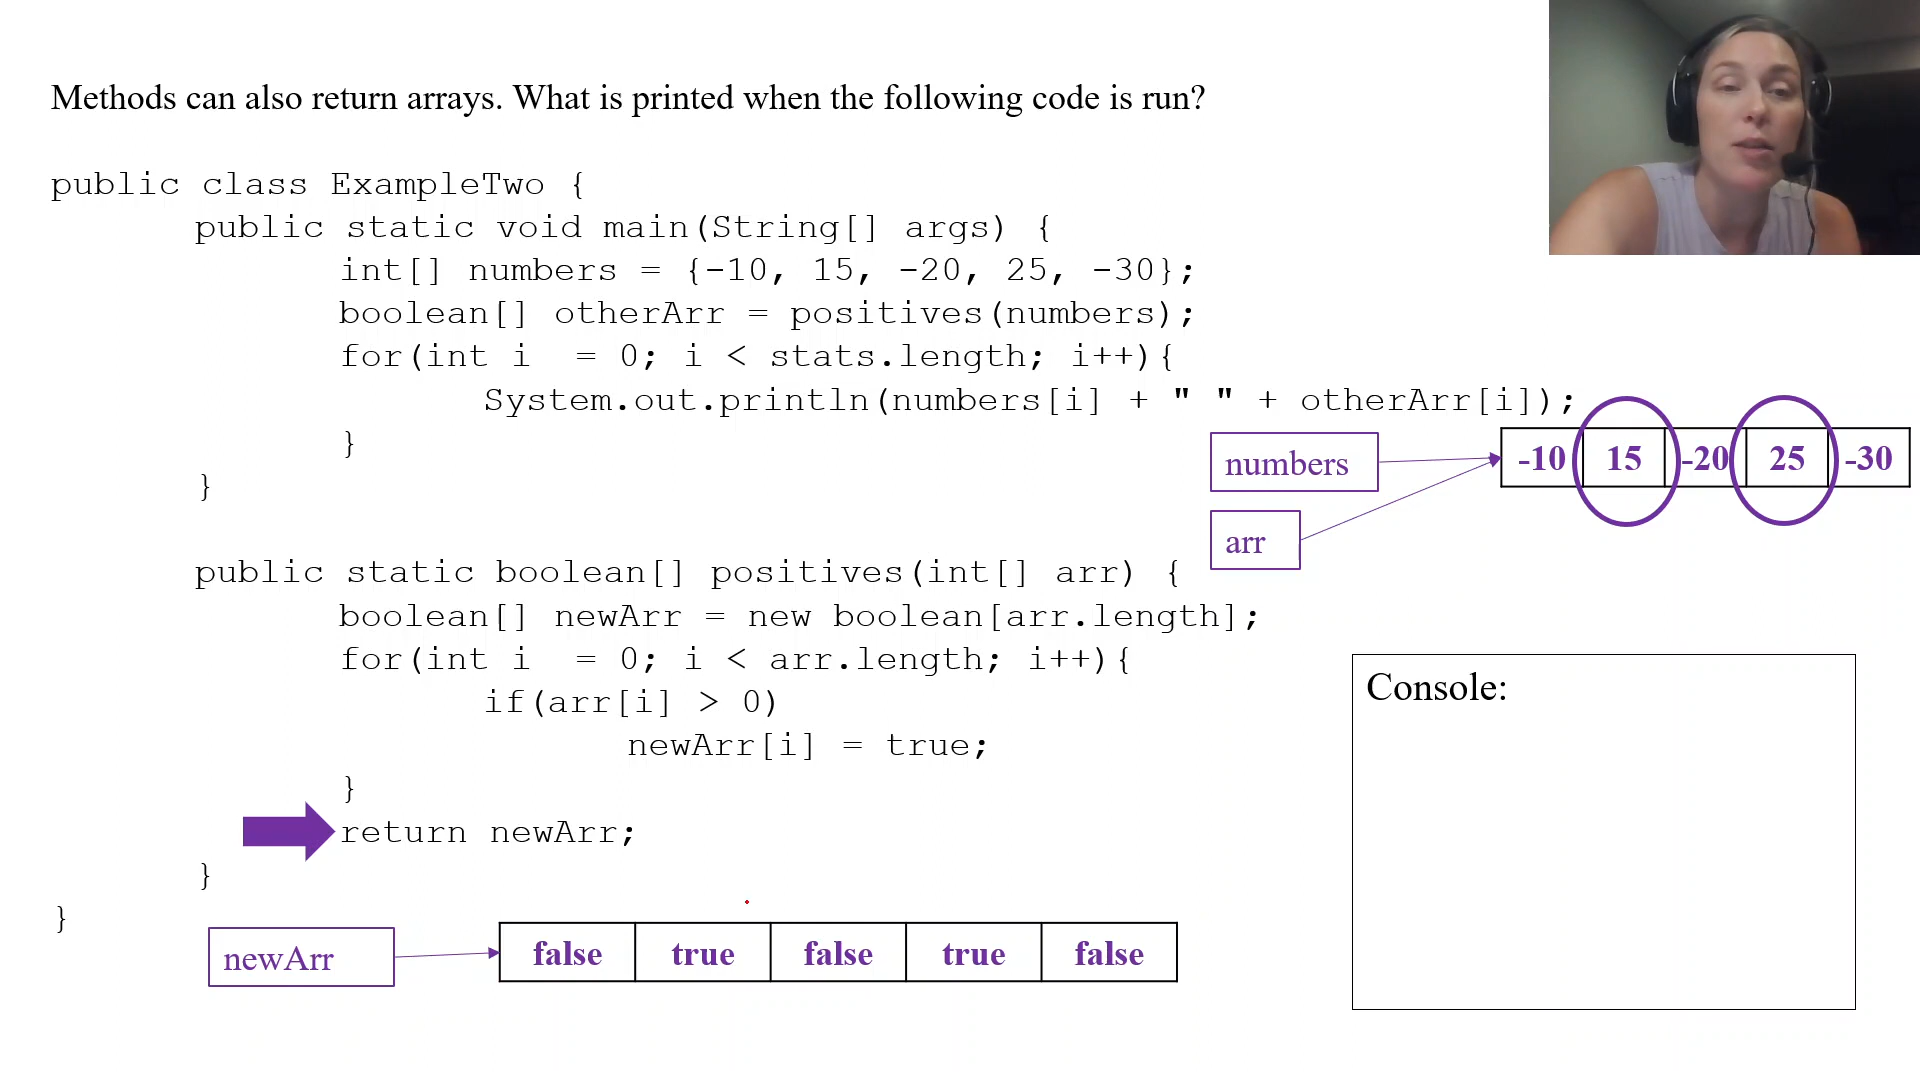 Methods can also return arrays. What is printed when the following code is run?
public class ExampleTwo {
public static void main(String[] args) {
int[] numbers = {-10, 15, -20, 25, -30};
boolean[] otherArr = positives(numbers);
for(int i  = 0; i < stats.length; i++){
System.out.println(numbers[i] + " " + otherArr[i]);
}
}
numbers
-10 15 -20 25 -30
arr
public static boolean[] positives(int[] arr) {
boolean[] newArr = new boolean[arr.length];
for(int i  = 0; i < arr.length; i++){
if(arr[i] > 0)
newArr[i] = true;
}
return newArr;
}
}
Console:
newArr
false true false true false